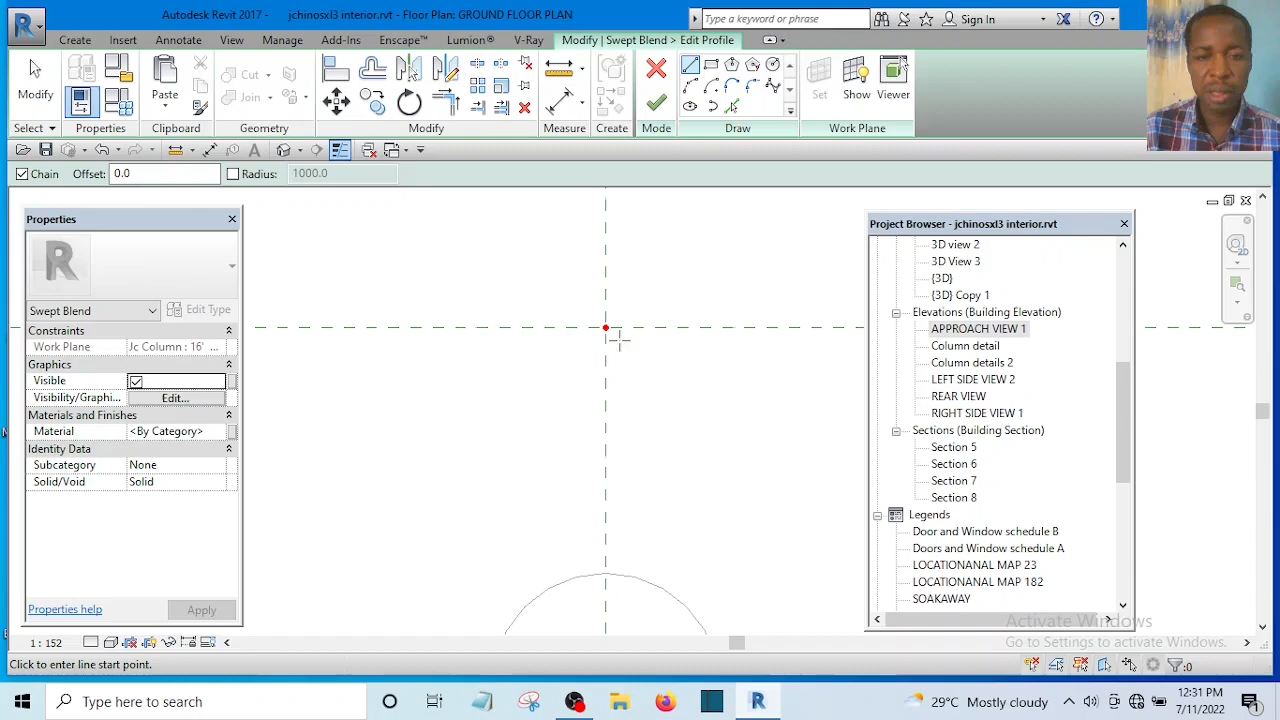 Autodesk Revit 2017 - jchinosxl3 interior.rvt - Floor Plan: GROUND FLOOR PLAN
Type a keyword or phrase
Sign In
Create Insert Annotate View Manage Add-Ins Enscape™ Lumion® V-Ray Modify | Swept Blend > Edit Profile
Modify
Paste
Cut
Join
Set
Show
Viewer
Select
Properties
Clipboard
Geometry
Modify
Measure
Create
Mode
Draw
Work Plane
Chain Offset: 0.0 Radius: 1000.0
Properties
R
Swept Blend
Edit Type
Constraints
Work Plane Jc Column : 16' ...
Graphics
Visible
Visibility/Graphi... Edit...
Materials and Finishes
Material <By Category>
Identity Data
Subcategory None
Solid/Void Solid
Properties help
Apply
Project Browser - jchinosxl3 interior.rvt
3D view 2
3D View 3
{3D}
{3D} Copy 1
Elevations (Building Elevation)
APPROACH VIEW 1
Column detail
Column details 2
LEFT SIDE VIEW 2
REAR VIEW
RIGHT SIDE VIEW 1
Sections (Building Section)
Section 5
Section 6
Section 7
Section 8
Legends
Door and Window schedule B
Doors and Window schedule A
LOCATIONANAL MAP 23
LOCATIONANAL MAP 182
SOAKAWAY
2D
Activate Windows
Go to Settings to activate Windows.
1 : 152
Click to enter line start point.
:0
Type here to search
29°C Mostly cloudy
12:31 PM
7/11/2022
1